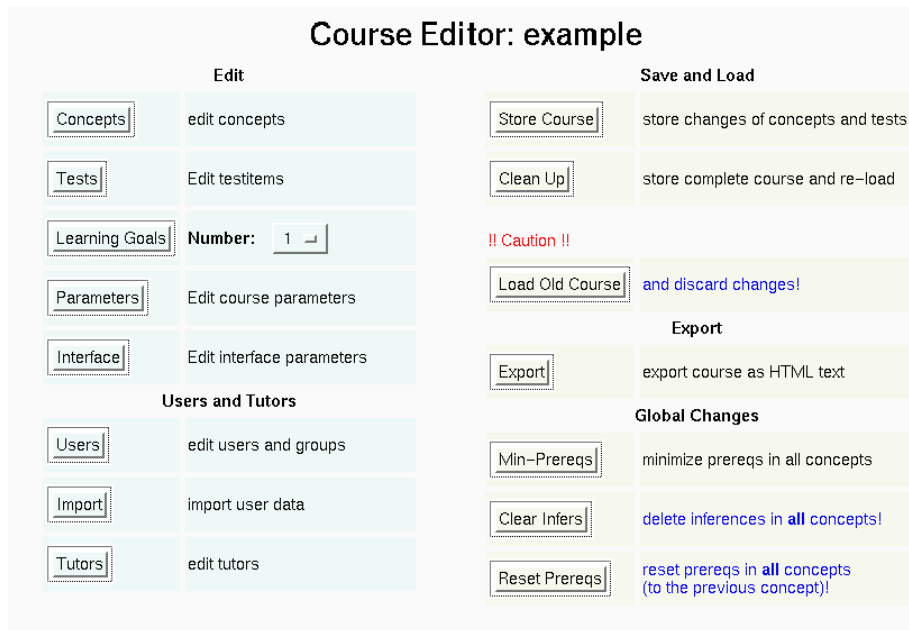 Course Editor: example
Edit
Concepts edit concepts
Tests Edit testitems
Learning Goals Number: 1
Parameters Edit course parameters
Interface Edit interface parameters
Users and Tutors
Users edit users and groups
Import import user data
Tutors edit tutors
Save and Load
Store Course store changes of concepts and tests
Clean Up store complete course and re-load
!! Caution !!
Load Old Course and discard changes!
Export
Export export course as HTML text
Global Changes
Min-Prereqs minimize prereqs in all concepts
Clear Infers delete inferences in all concepts!
Reset Prereqs reset prereqs in all concepts
(to the previous concept)!